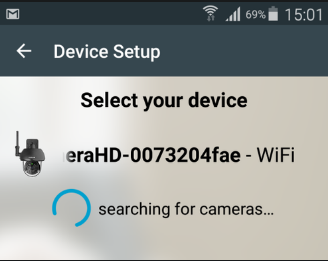 69% 15:01
Device Setup
Select your device
eraHD-0073204fae - WiFi
searching for cameras...